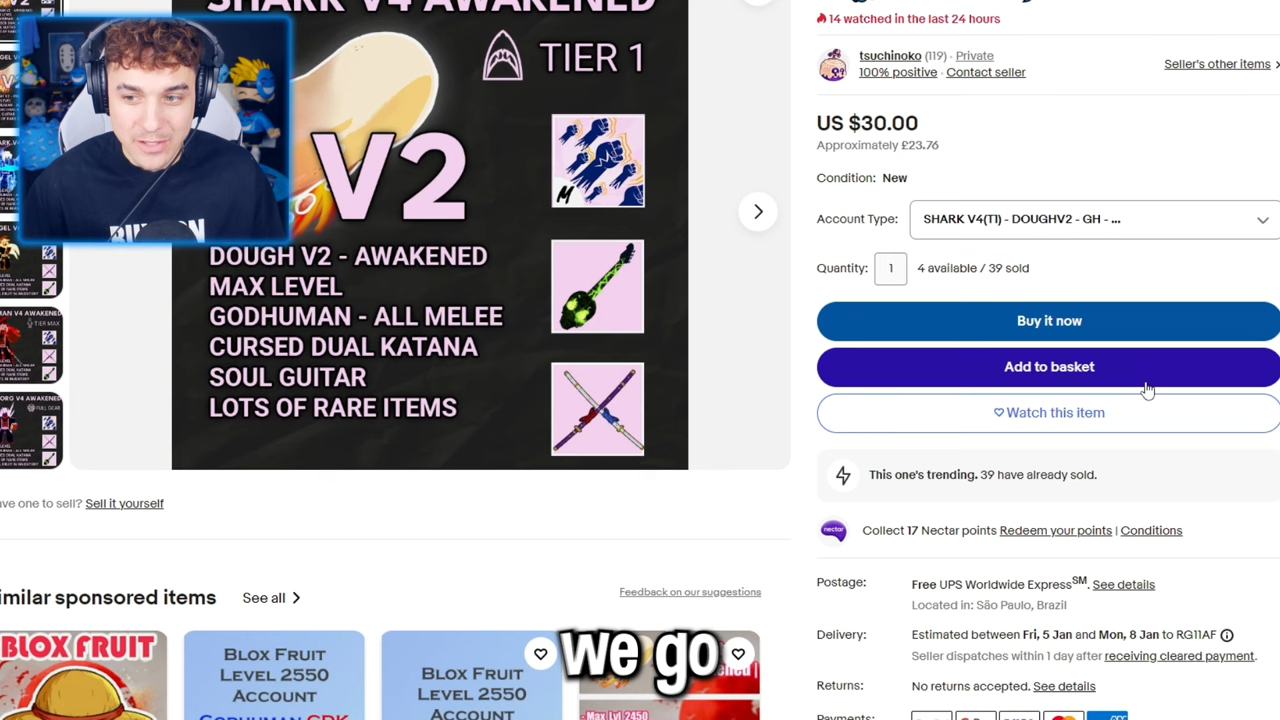 SHARK V4 AWAKENED
TIER 1
V2
DOUGH V2 - AWAKENED
MAX LEVEL
GODHUMAN - ALL MELEE
CURSED DUAL KATANA
SOUL GUITAR
LOTS OF RARE ITEMS
14 watched in the last 24 hours
tsuchinoko (119) · Private
100% positive · Contact seller
Seller's other items
US $30.00
Approximately £23.76
Condition: New
Account Type: SHARK V4(T1) - DOUGHV2 - GH - ...
Quantity: 1 4 available / 39 sold
Buy it now
Add to basket
Watch this item
This one's trending. 39 have already sold.
nectar Collect 17 Nectar points Redeem your points | Conditions
Postage: Free UPS Worldwide Express℠. See details
Located in: São Paulo, Brazil
Delivery: Estimated between Fri, 5 Jan and Mon, 8 Jan to RG11AF
Seller dispatches within 1 day after receiving cleared payment.
Returns: No returns accepted. See details
ave one to sell? Sell it yourself
imilar sponsored items See all
Feedback on our suggestions
BLOX FRUIT
BLOX FRUIT
LEVEL 2550
ACCOUNT
BLOX FRUIT
LEVEL 2550
ACCOUNT
we go
- Max Lvl 2450